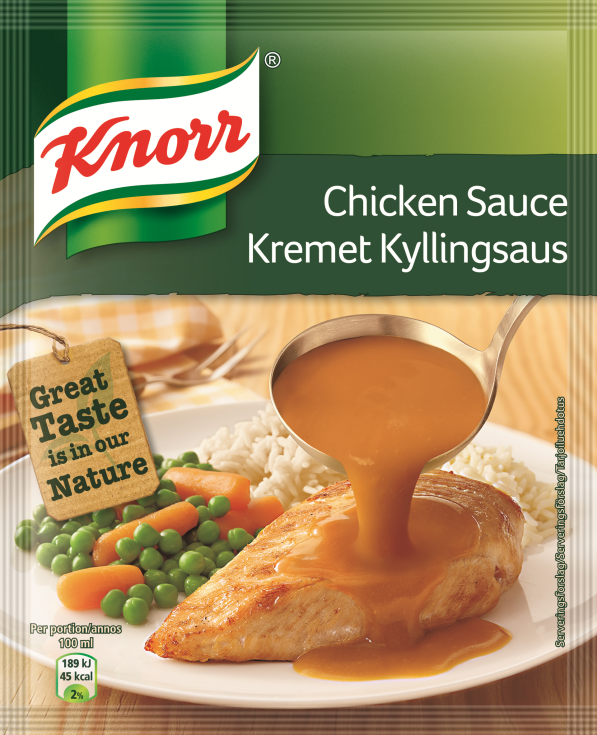 Knorr
®
Chicken Sauce
Kremet Kyllingsaus
Great
Taste
is in our
Nature
Serveringsforslag/Serveringsförslag/Tarjoiluehdotus
Per portion/annos
100 ml
189 kJ
45 kcal
2%